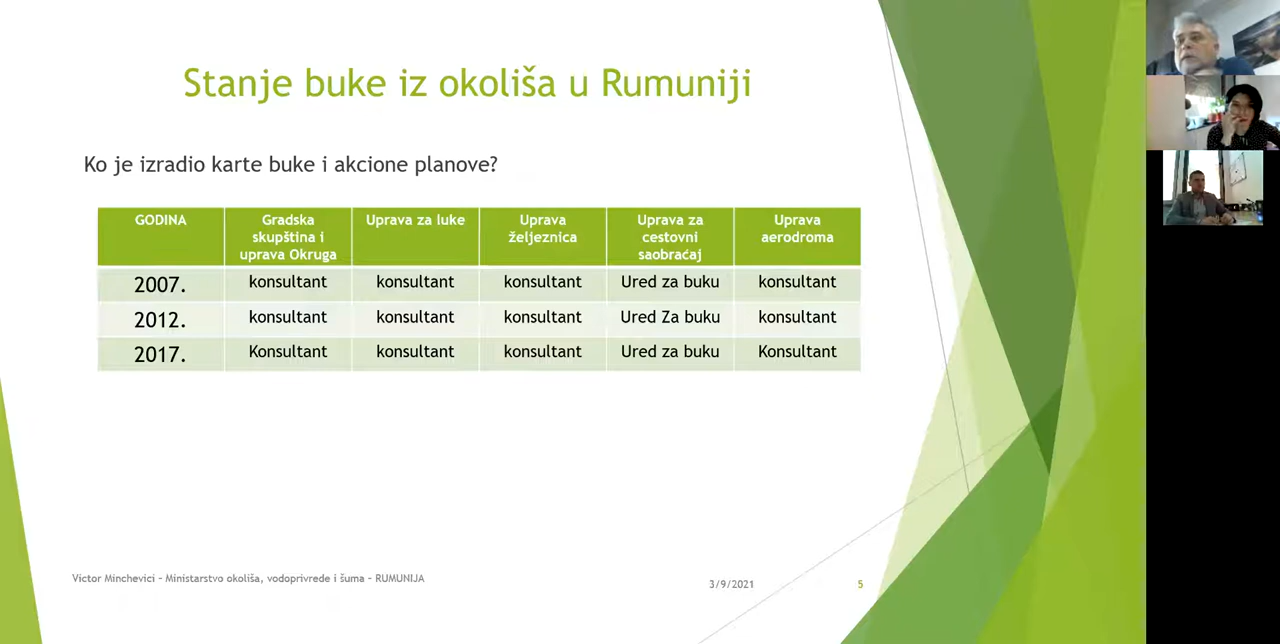 Stanje buke iz okoliša u Rumuniji
Ko je izradio karte buke i akcione planove?
GODINA Gradska skupština i uprava Okruga Uprava za luke Uprava željeznica Uprava za cestovni saobraćaj Uprava aerodroma
2007. konsultant konsultant konsultant Ured za buku konsultant
2012. konsultant konsultant konsultant Ured Za buku konsultant
2017. Konsultant konsultant konsultant Ured za buku Konsultant
Victor Minchevici – Ministarstvo okoliša, vodoprivrede i šuma – RUMUNIJA
3/9/2021
5